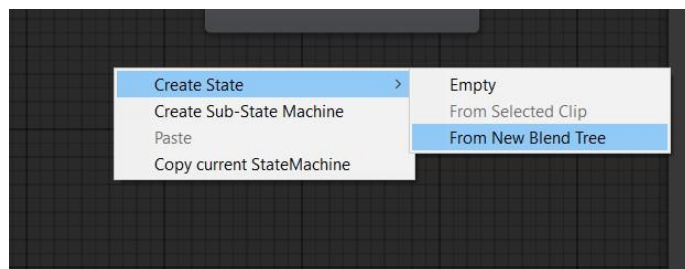 Create State
Create Sub-State Machine
Paste
Copy current StateMachine
Empty
From Selected Clip
From New Blend Tree